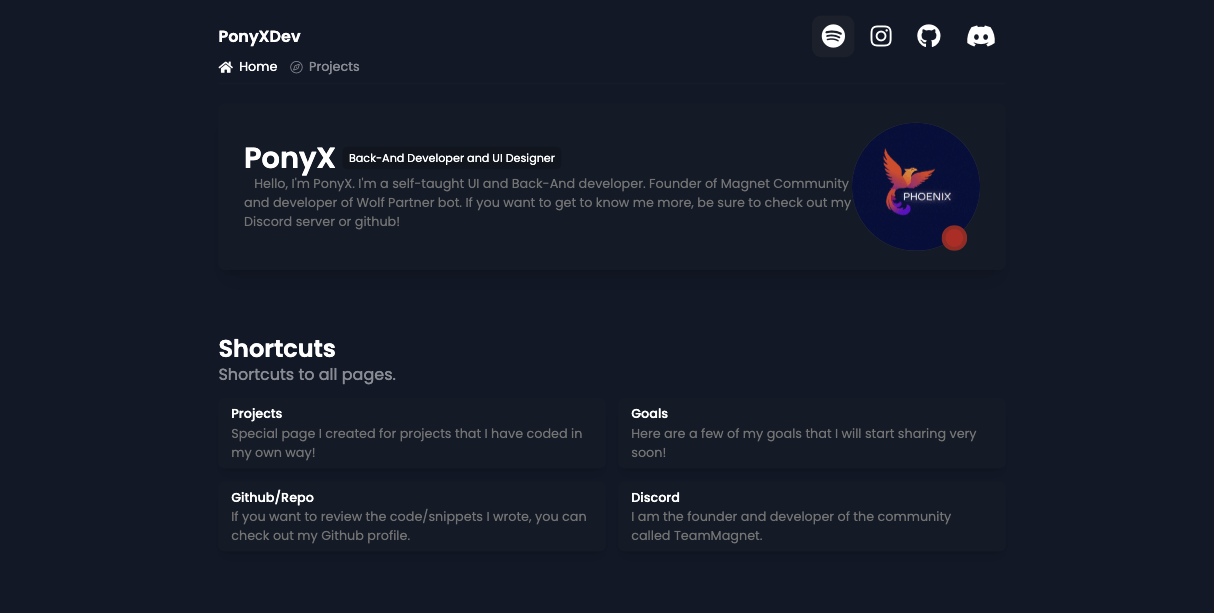 PonyXDev
Home Projects
PonyX Back-And Developer and UI Designer
Hello, I'm PonyX. I'm a self-taught UI and Back-And developer. Founder of Magnet Community
and developer of Wolf Partner bot. If you want to get to know me more, be sure to check out my
Discord server or github!
PHOENIX
Shortcuts
Shortcuts to all pages.
Projects
Special page I created for projects that I have coded in
my own way!
Goals
Here are a few of my goals that I will start sharing very
soon!
Github/Repo
If you want to review the code/snippets I wrote, you can
check out my Github profile.
Discord
I am the founder and developer of the community
called TeamMagnet.